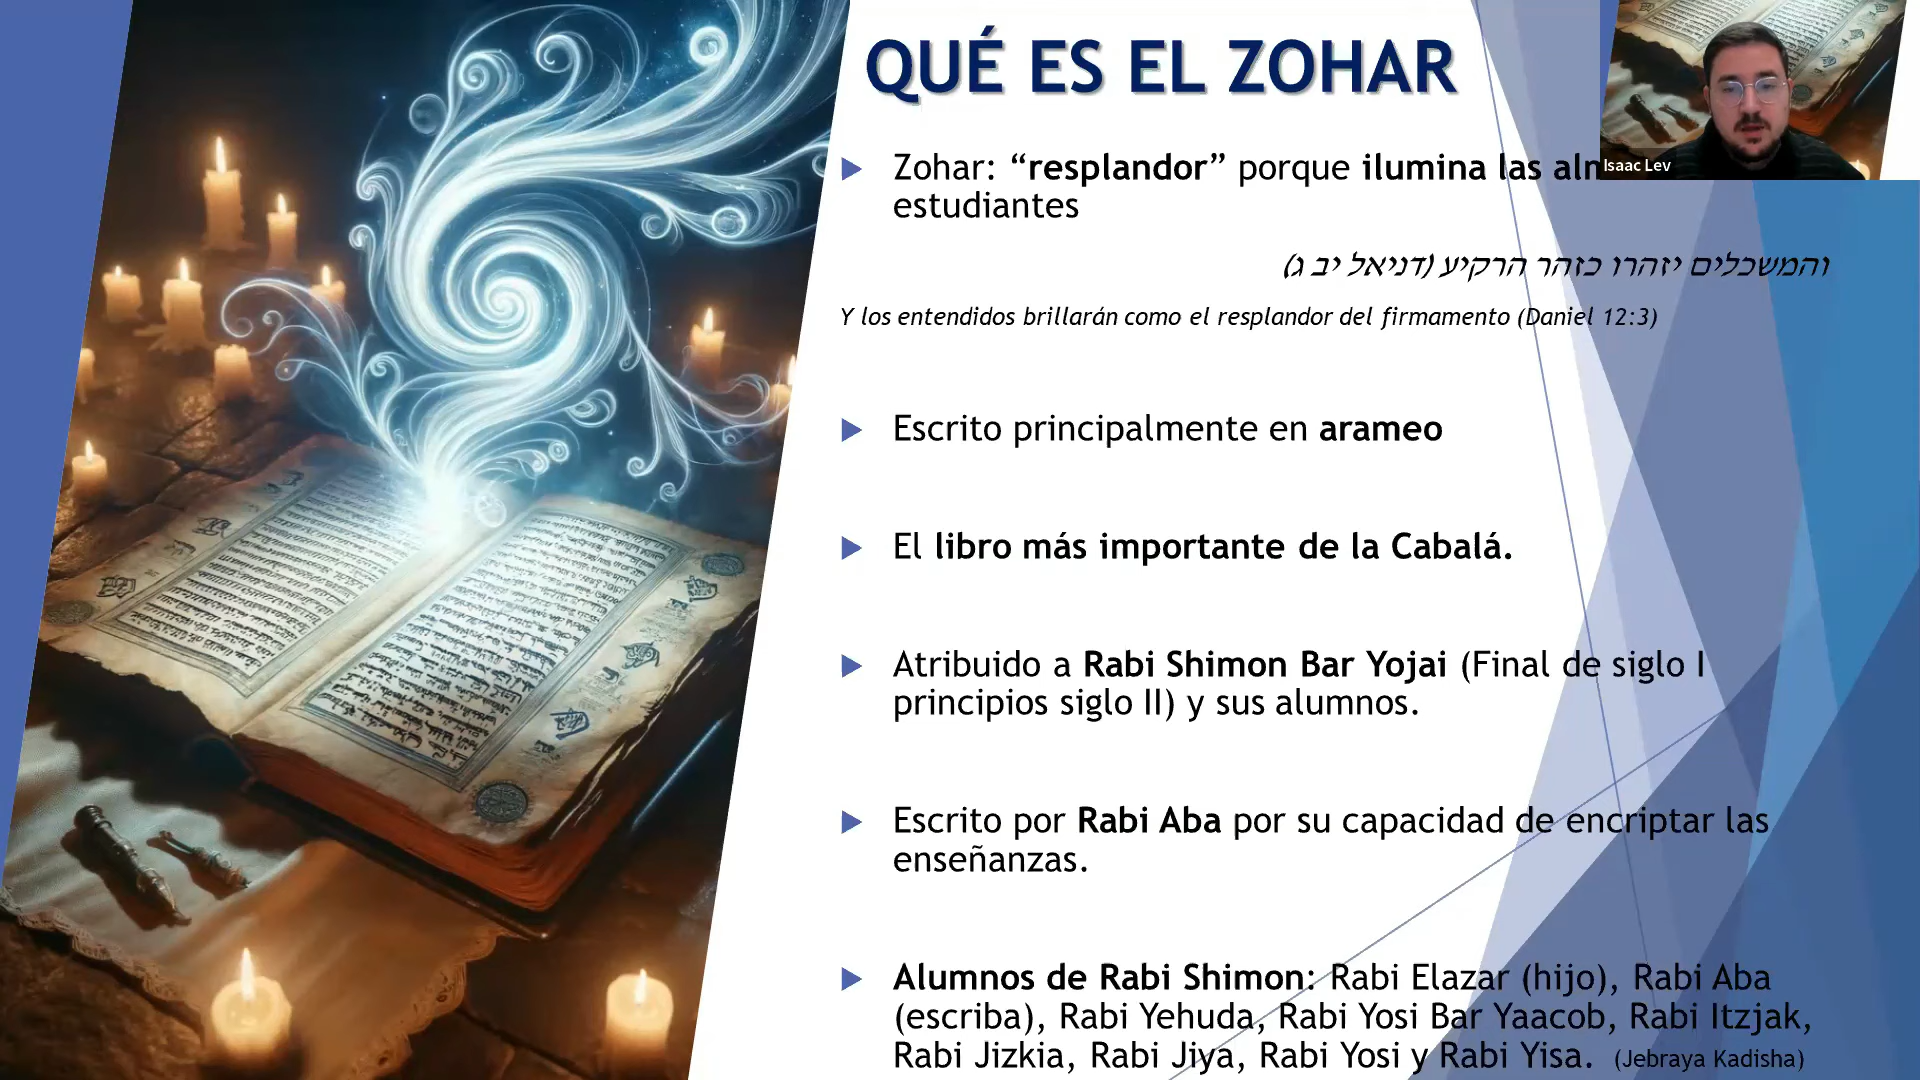 QUÉ ES EL ZOHAR
Isaac Lev
Zohar: “resplandor” porque ilumina las
estudiantes
והמשכלים יזהרו כזהר הרקיע (דניאל יב ג)
Y los entendidos brillarán como el resplandor del firmamento (Daniel 12:3)
Escrito principalmente en arameo
El libro más importante de la Cabalá.
Atribuido a Rabi Shimon Bar Yojai (Final de siglo I
principios siglo II) y sus alumnos.
Escrito por Rabi Aba por su capacidad de encriptar las
enseñanzas.
Alumnos de Rabi Shimon: Rabi Elazar (hijo), Rabi Aba
(escriba), Rabi Yehuda, Rabi Yosi Bar Yaacob, Rabi Itzjak,
Rabi Jizkia, Rabi Jiya, Rabi Yosi y Rabi Yisa. (Jebraya Kadisha)